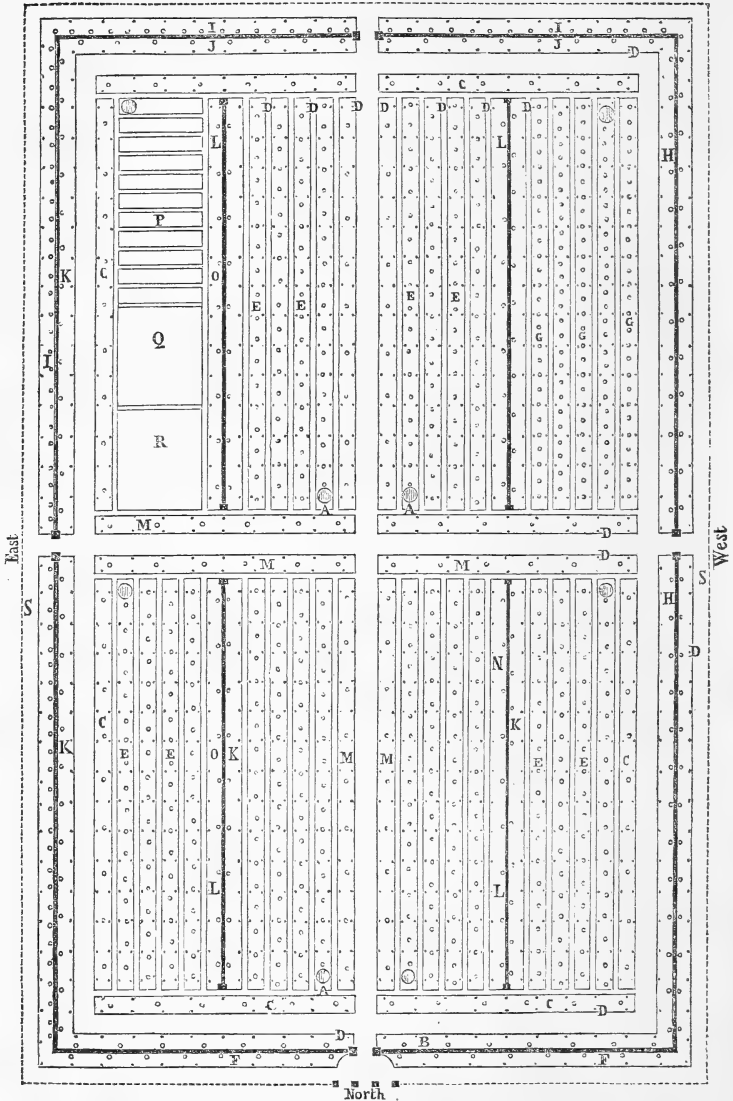 I I
J J
D
C
D D D D D D D
L L
H
P
K C O
E E E E
G G G
Q
I
R
A A
M D
East West
D
M M
S S
H
D
N
C K
K E E O K M M E E C
L L
A
C C D
D B
F F
North